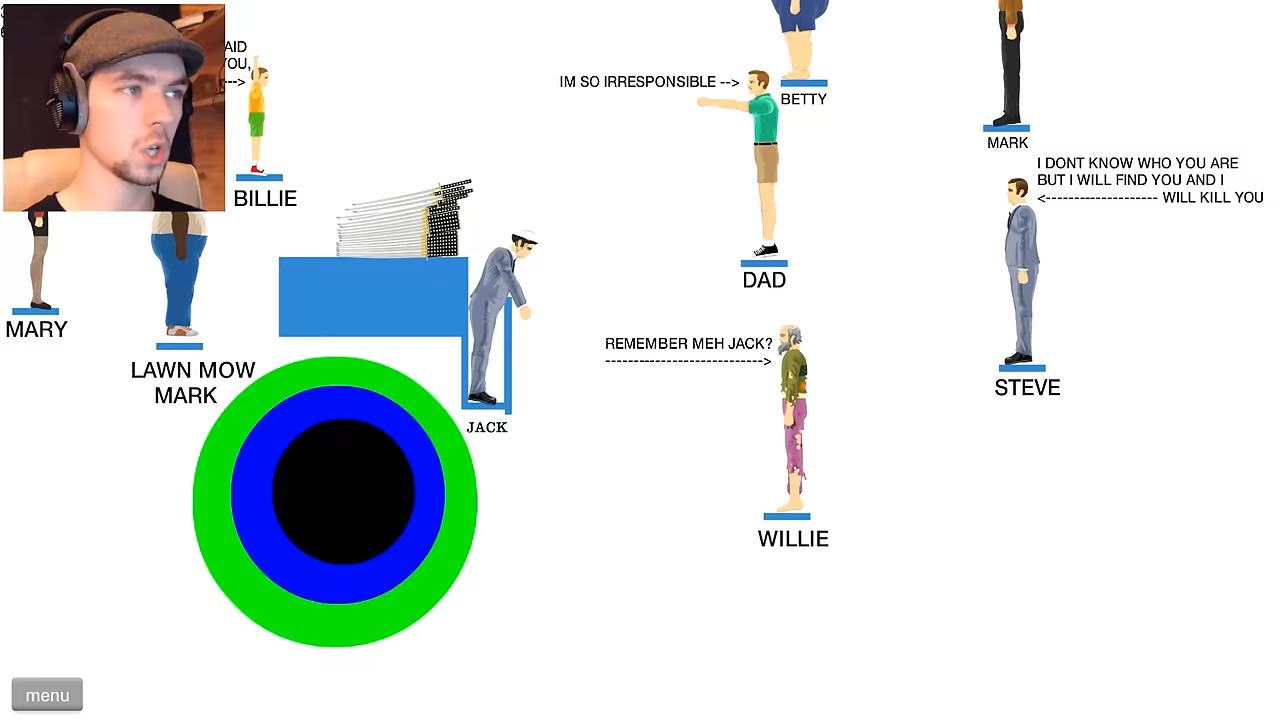 AID
YOU,
--->
BILLIE
MARY
LAWN MOW
MARK
JACK
IM SO IRRESPONSIBLE -->
BETTY
DAD
REMEMBER MEH JACK?
--------------------------->
WILLIE
MARK
I DONT KNOW WHO YOU ARE
BUT I WILL FIND YOU AND I
<------------------- WILL KILL YOU
STEVE
menu